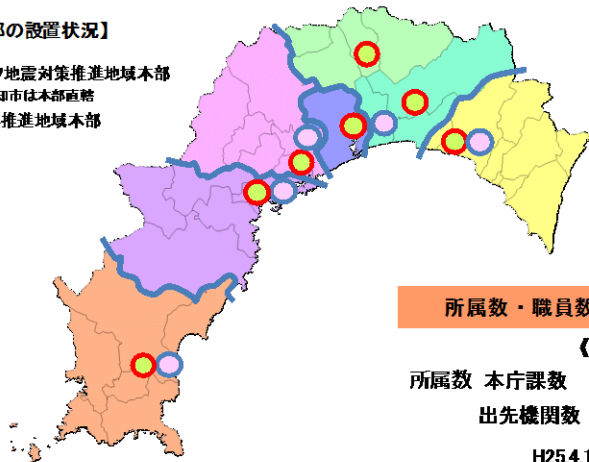 部の設置状況】
地震対策推進地域本部
知市は本部直轄
推進地域本部
所属数・職員数
《
所属数 本庁課数
出先機関数
H25.4.1